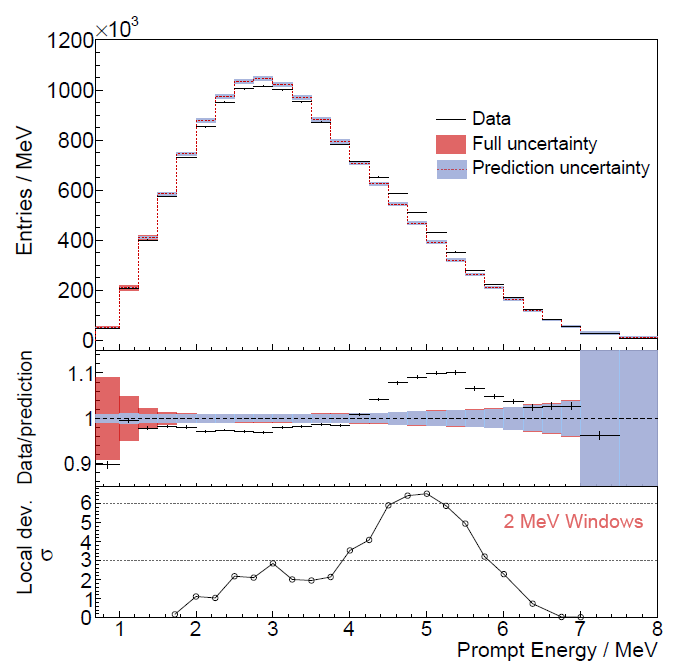 ×10³
1200
1000
800
600
400
200
0
Entries / MeV
Data
Full uncertainty
Prediction uncertainty
1.1
1
0.9
Data/prediction
6
5
4
3
2
1
0
Local dev.
σ
2 MeV Windows
1 2 3 4 5 6 7 8
Prompt Energy / MeV